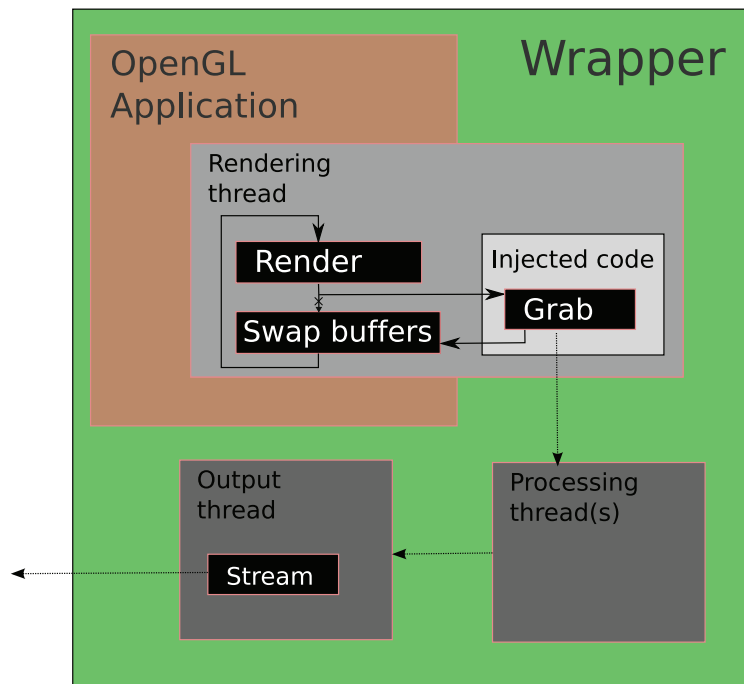 OpenGL
Application
Wrapper
Rendering
thread
Render
Swap buffers
Injected code
Grab
Output
thread
Stream
Processing
thread(s)